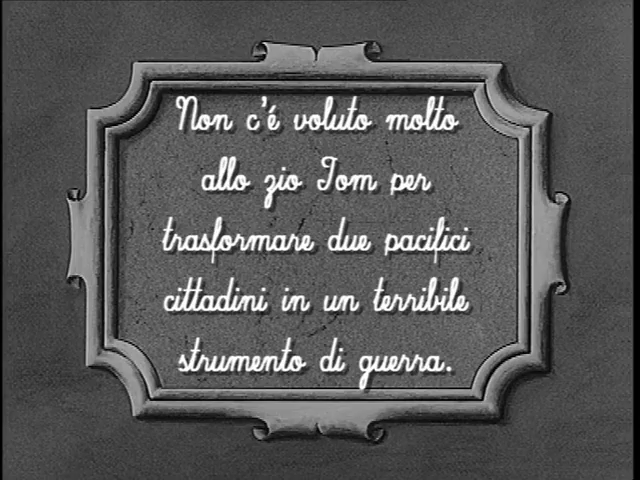 Non c'é voluto molto
allo zio Tom per
trasformare due pacifici
cittadini in un terribile
strumento di guerra.